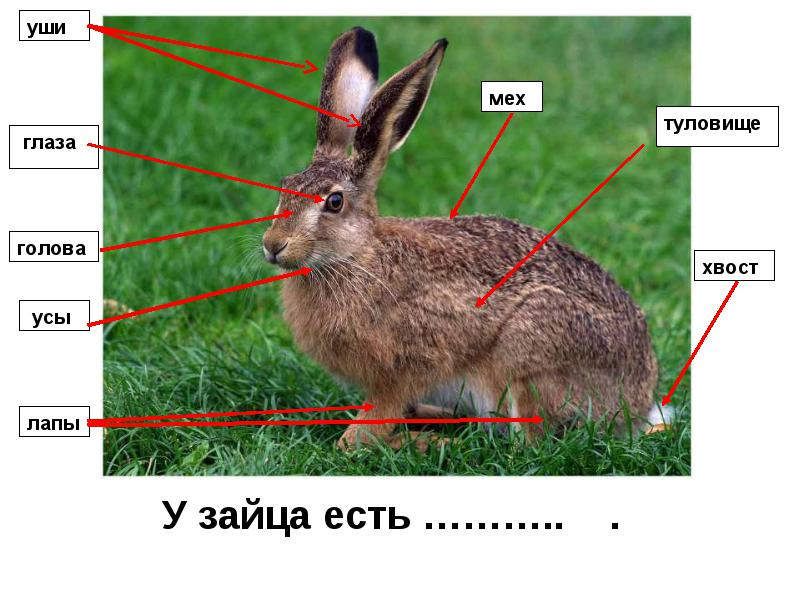 уши
мех
туловище
глаза
голова
хвост
усы
лапы
У зайца есть ……….. .